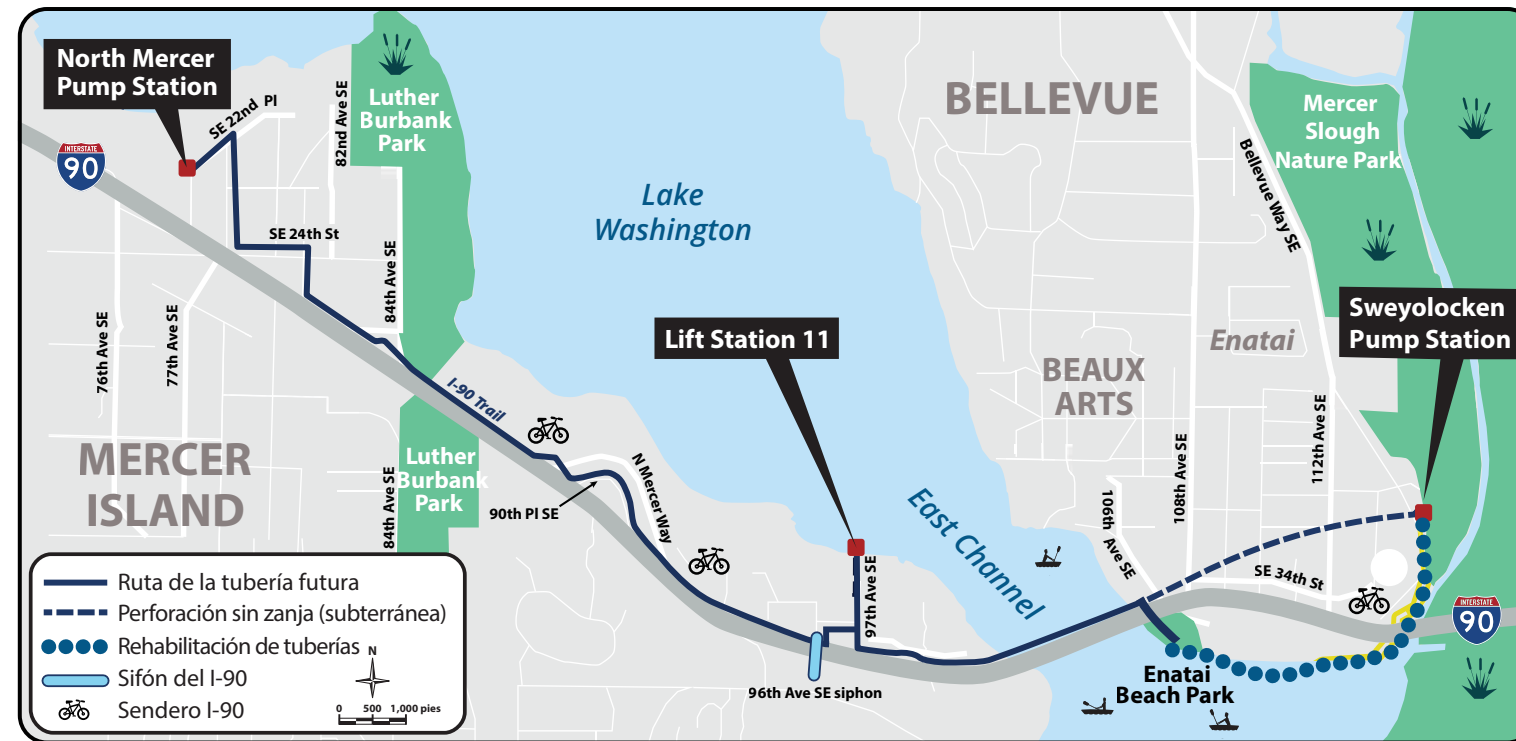 North Mercer
Pump Station
SE 22nd Pl
82nd Ave SE
Luther
Burbank
Park
INTERSTATE
90
SE 24th St
84th Ave SE
76th Ave SE
77th Ave SE
MERCER
ISLAND
I-90 Trail
Luther
Burbank
Park
84th Ave SE
90th Pl SE
N Mercer Way
Lake
Washington
Lift Station 11
97th Ave SE
96th Ave SE siphon
East Channel
BELLEVUE
Bellevue Way SE
Mercer
Slough
Nature Park
Enatai
BEAUX
ARTS
Sweyolocken
Pump Station
106th Ave SE
108th Ave SE
112th Ave SE
SE 34th St
INTERSTATE
90
Enatai
Beach Park
Ruta de la tubería futura
Perforación sin zanja (subterránea)
Rehabilitación de tuberías
Sifón del I-90
Sendero I-90
N
0 500 1,000 pies